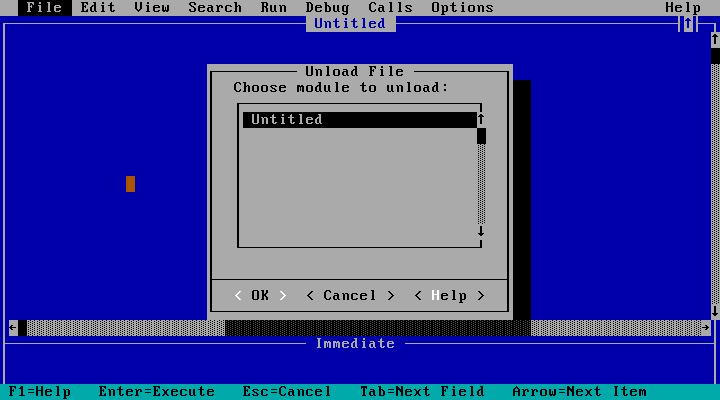 File Edit View Search Run Debug Calls Options Help
Untitled
Unload File
Choose module to unload:
Untitled
< OK > < Cancel > < Help >
Immediate
F1=Help Enter=Execute Esc=Cancel Tab=Next Field Arrow=Next Item